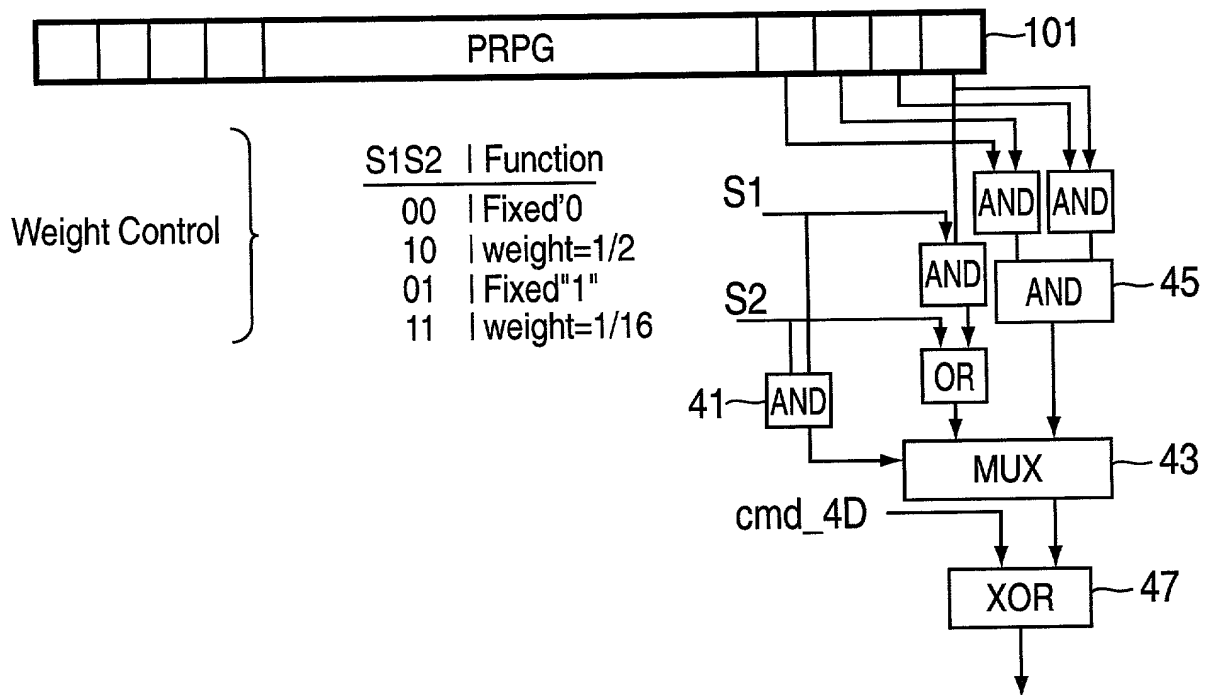 PRPG
101
S1S2 | Function
00 | Fixed'0
10 | weight=1/2
01 | Fixed"1"
11 | weight=1/16
Weight Control
S1
S2
AND
AND
AND
AND
45
OR
41
AND
MUX
43
cmd_4D
XOR
47